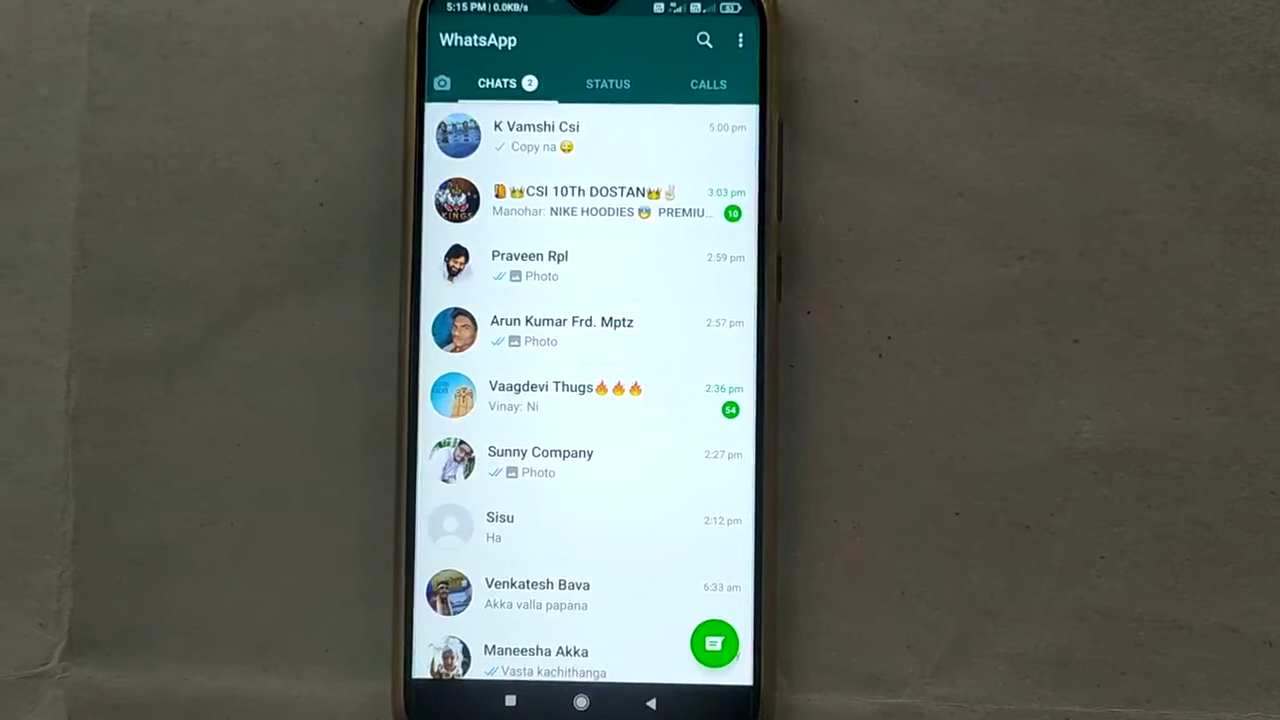 5:15 PM | 0.0KB/s
53
WhatsApp
CHATS 2 STATUS CALLS
K Vamshi Csi 5:00 pm
Copy na 😜
🚪👑CSI 10Th DOSTAN👑✌🏻 3:03 pm
KINGS
Manohar: NIKE HOODIES 😇 PREMIU... 10
Praveen Rpl 2:59 pm
Photo
Arun Kumar Frd. Mptz 2:57 pm
Photo
Vaagdevi Thugs🔥🔥🔥 2:36 pm
Vinay: Ni 54
Sunny Company 2:27 pm
Photo
Sisu 2:12 pm
Ha
Venkatesh Bava 6:33 am
Akka valla papana
Maneesha Akka
Vasta kachithanga